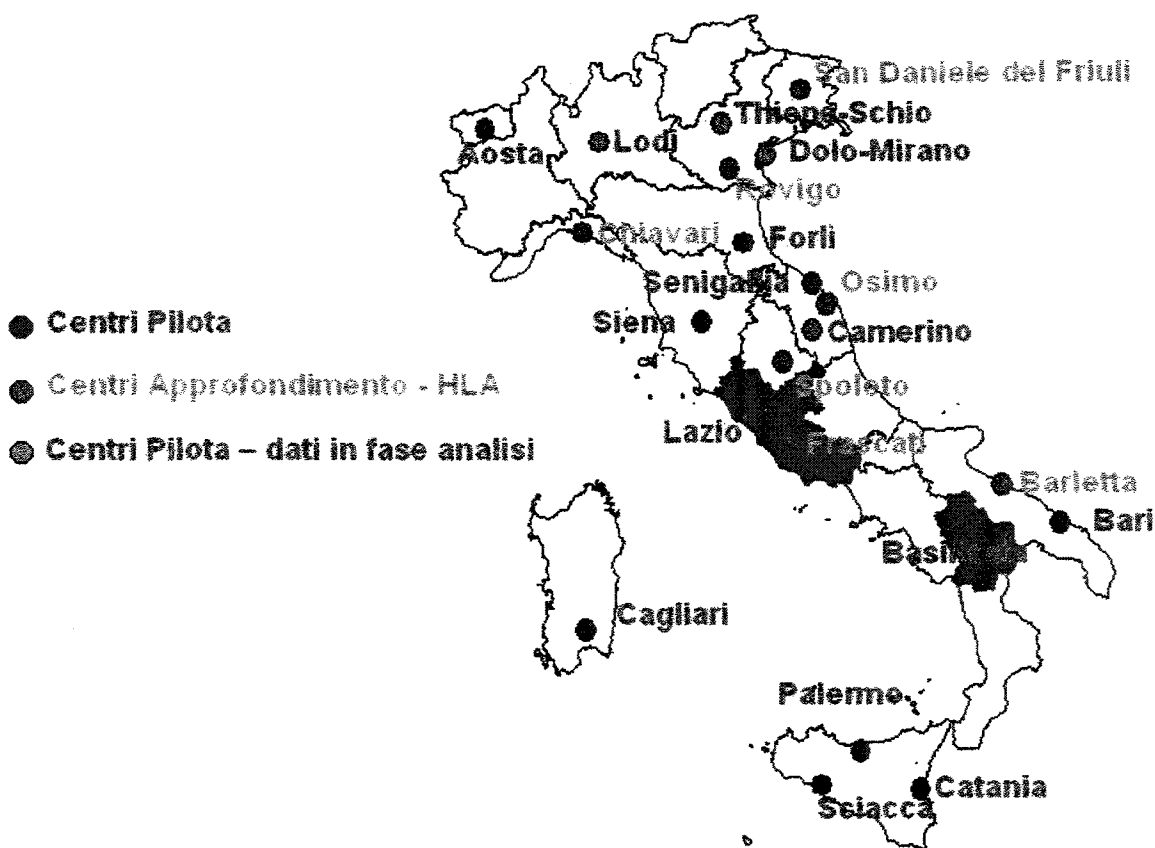 San Daniele del Friuli
Thiene-Schio
Aosta
Lodi
Dolo-Mirano
Rovigo
Chiavari
Forlì
Senigallia
Osimo
Centri Pilota
Siena
Camerino
Centri Approfondimento - HLA
Spoleto
Lazio
Frascati
Centri Pilota – dati in fase analisi
Barletta
Bari
Basilicata
Cagliari
Palermo
Catania
Sciacca